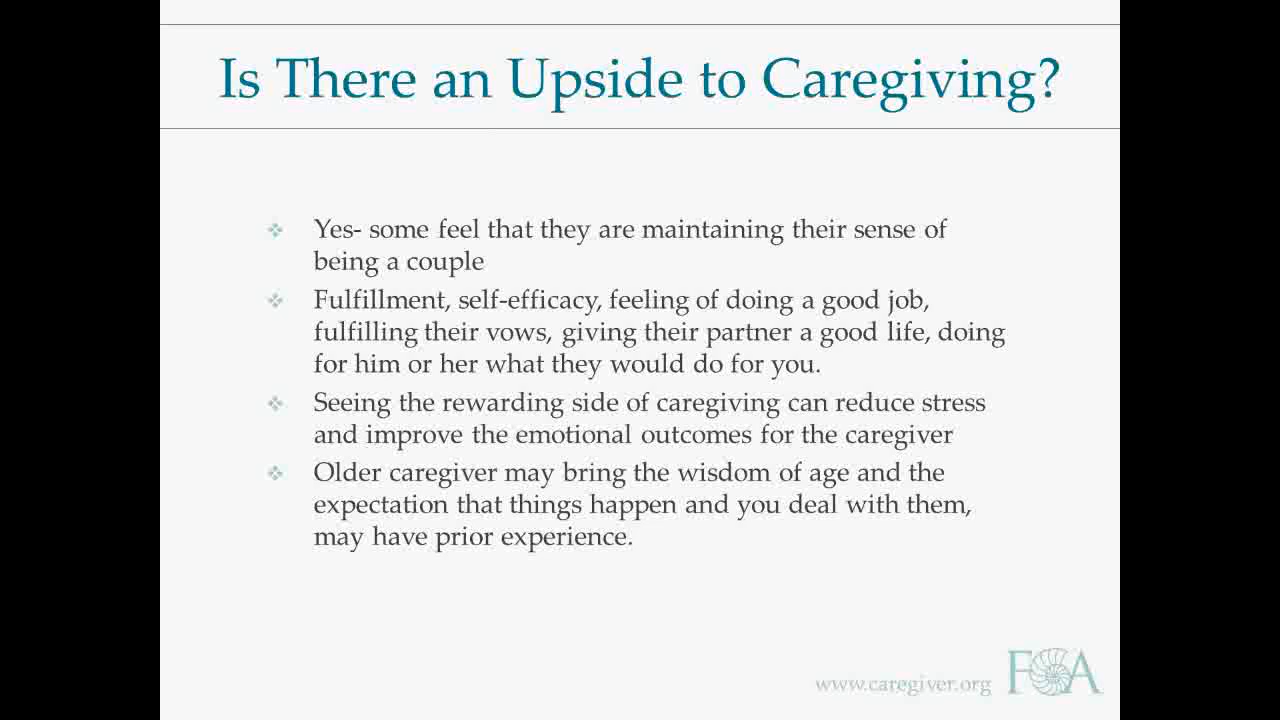 Is There an Upside to Caregiving?
Yes- some feel that they are maintaining their sense of
being a couple
Fulfillment, self-efficacy, feeling of doing a good job,
fulfilling their vows, giving their partner a good life, doing
for him or her what they would do for you.
Seeing the rewarding side of caregiving can reduce stress
and improve the emotional outcomes for the caregiver
Older caregiver may bring the wisdom of age and the
expectation that things happen and you deal with them,
may have prior experience.
www.caregiver.org FCA